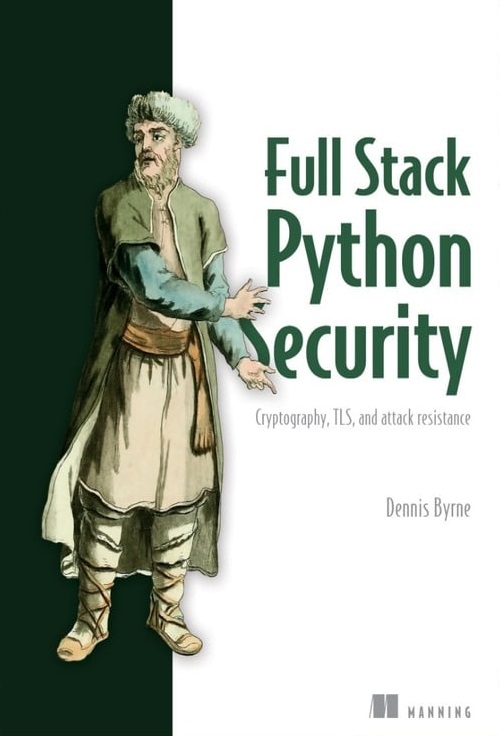 Full Stack
Python
Security
Cryptography, TLS, and attack resistance
Dennis Byrne
MANNING